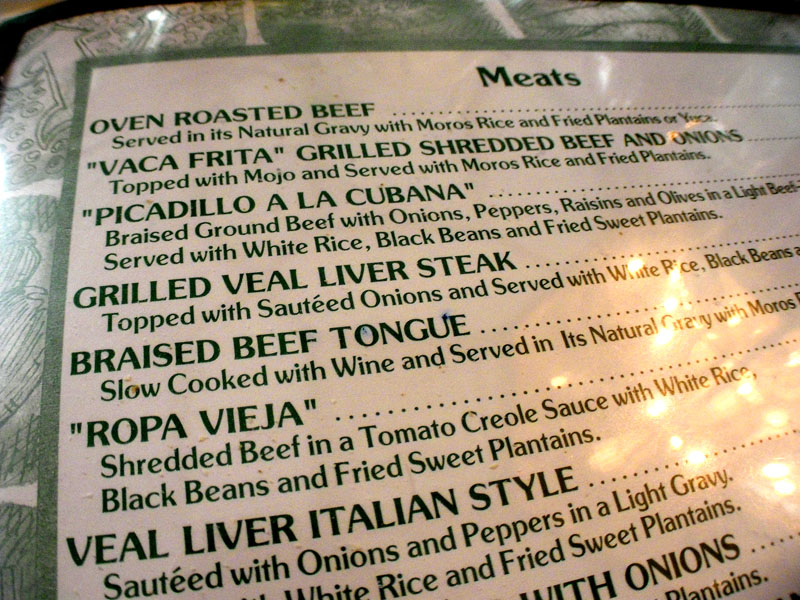 Meats
OVEN ROASTED BEEF ........................
Served in its Natural Gravy with Moros Rice and Fried Plantains or Yuca.
"VACA FRITA" GRILLED SHREDDED BEEF AND ONIONS ........
Topped with Mojo and Served with Moros Rice and Fried Plantains.
"PICADILLO A LA CUBANA" ........................
Braised Ground Beef with Onions, Peppers, Raisins and Olives in a Light Beef-
Served with White Rice, Black Beans and Fried Sweet Plantains.
GRILLED VEAL LIVER STEAK ........................
Topped with Sautéed Onions and Served with White Rice, Black Beans
BRAISED BEEF TONGUE ........................
Slow Cooked with Wine and Served in Its Natural Gravy with Moros
"ROPA VIEJA" ........................
Shredded Beef in a Tomato Creole Sauce with White Rice,
Black Beans and Fried Sweet Plantains.
VEAL LIVER ITALIAN STYLE ................
Sautéed with Onions and Peppers in a Light Gravy.
White Rice and Fried Sweet Plantains.
WITH ONIONS ....
Plantains.